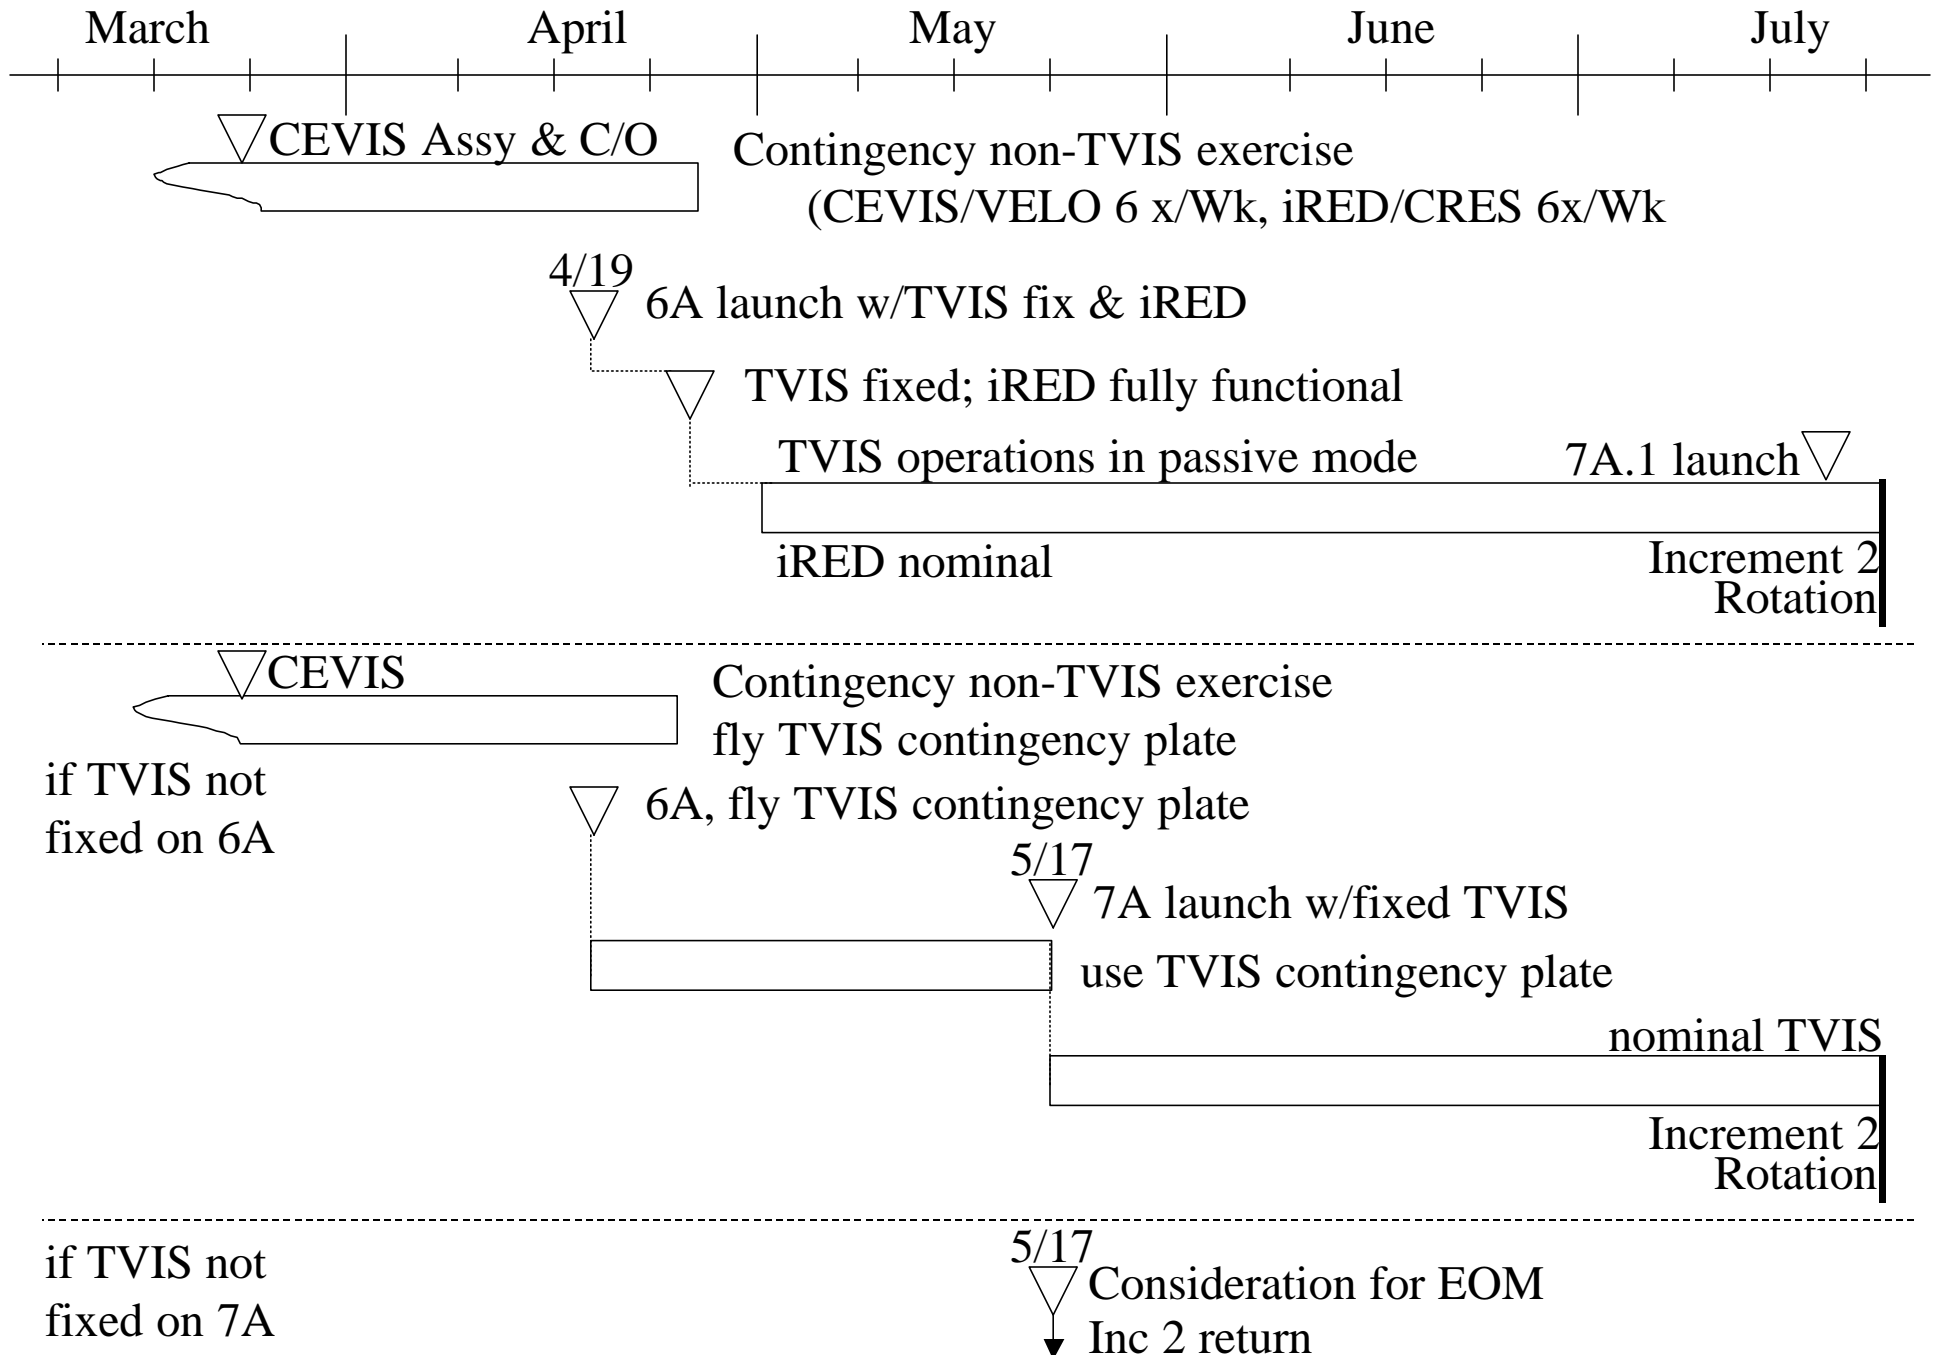 March April May June July
CEVIS Assy & C/O
Contingency non-TVIS exercise
(CEVIS/VELO 6 x/Wk, iRED/CRES 6x/Wk
4/19
6A launch w/TVIS fix & iRED
TVIS fixed; iRED fully functional
TVIS operations in passive mode
7A.1 launch
iRED nominal
Increment 2
Rotation
CEVIS
Contingency non-TVIS exercise
fly TVIS contingency plate
if TVIS not
fixed on 6A
6A, fly TVIS contingency plate
5/17
7A launch w/fixed TVIS
use TVIS contingency plate
nominal TVIS
Increment 2
Rotation
if TVIS not
fixed on 7A
5/17
Consideration for EOM
Inc 2 return